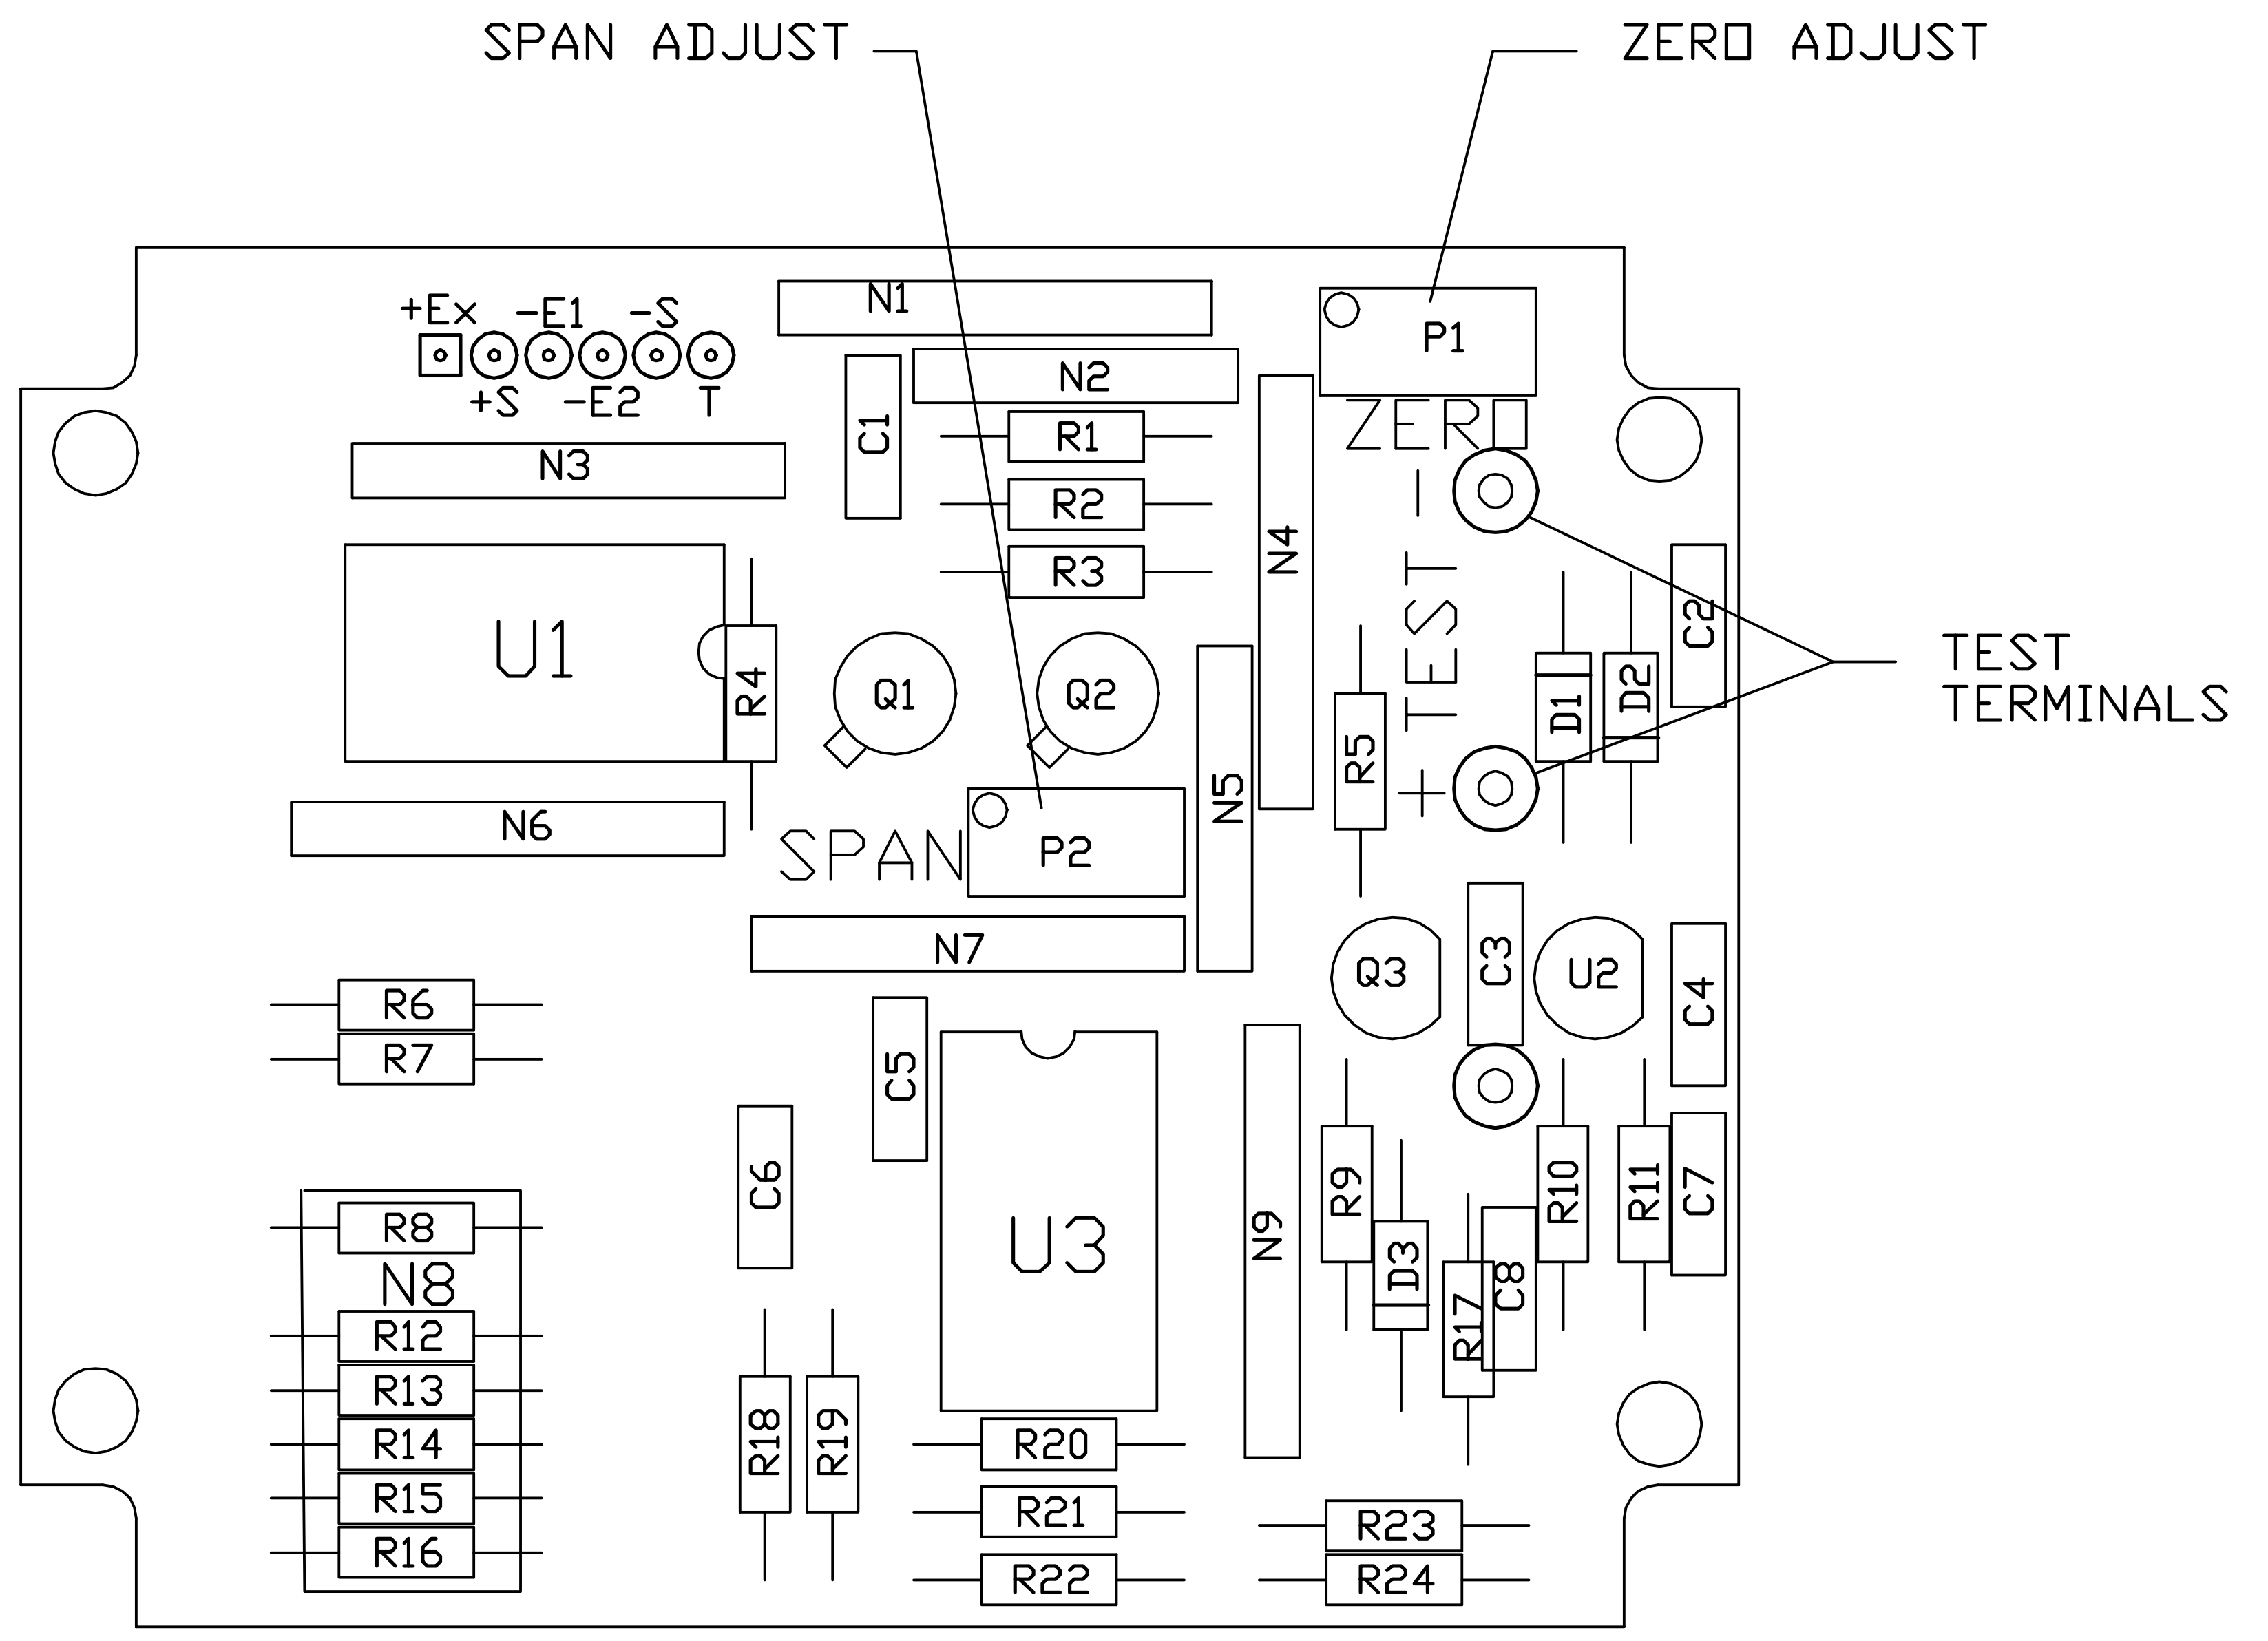 SPAN ADJUST
ZERO ADJUST
+Ex
-E1
-S
+S
-E2
T
N1
N2
P1
ZERO
C1
R1
N3
R2
R3
N4
+ TEST -
C2
TEST
TERMINALS
U1
R4
Q1
Q2
R5
D1
D2
N5
N6
SPAN
P2
N7
Q3
C3
U2
C4
R6
R7
C5
C6
U3
N9
R9
D3
R10
R11
C7
R17
C8
R8
N8
R12
R13
R14
R15
R16
R18
R19
R20
R21
R22
R23
R24